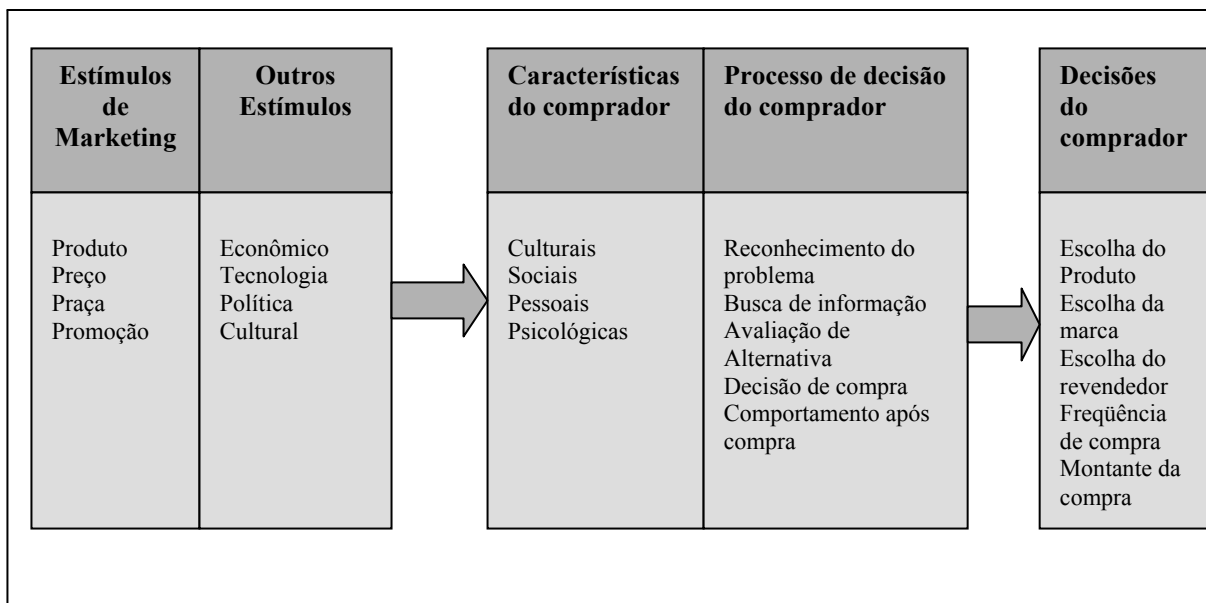 Estímulos
de
Marketing
Outros
Estímulos
Características
do comprador
Processo de decisão
do comprador
Decisões
do
comprador
Produto
Preço
Praça
Promoção
Econômico
Tecnologia
Política
Cultural
Culturais
Sociais
Pessoais
Psicológicas
Reconhecimento do
problema
Busca de informação
Avaliação de
Alternativa
Decisão de compra
Comportamento após
compra
Escolha do
Produto
Escolha da
marca
Escolha do
revendedor
Freqüência
de compra
Montante da
compra